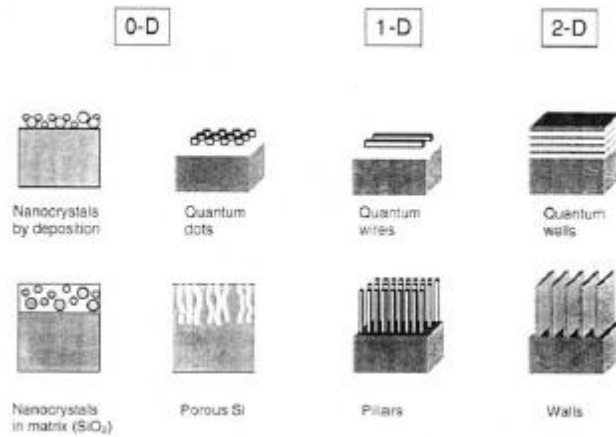 0-D
1-D
2-D
Nanocrystals
by deposition
Quantum
dots
Quantum
wires
Quantum
walls
Nanocrystals
in matrix (SiO₂)
Porous Si
Pillars
Walls